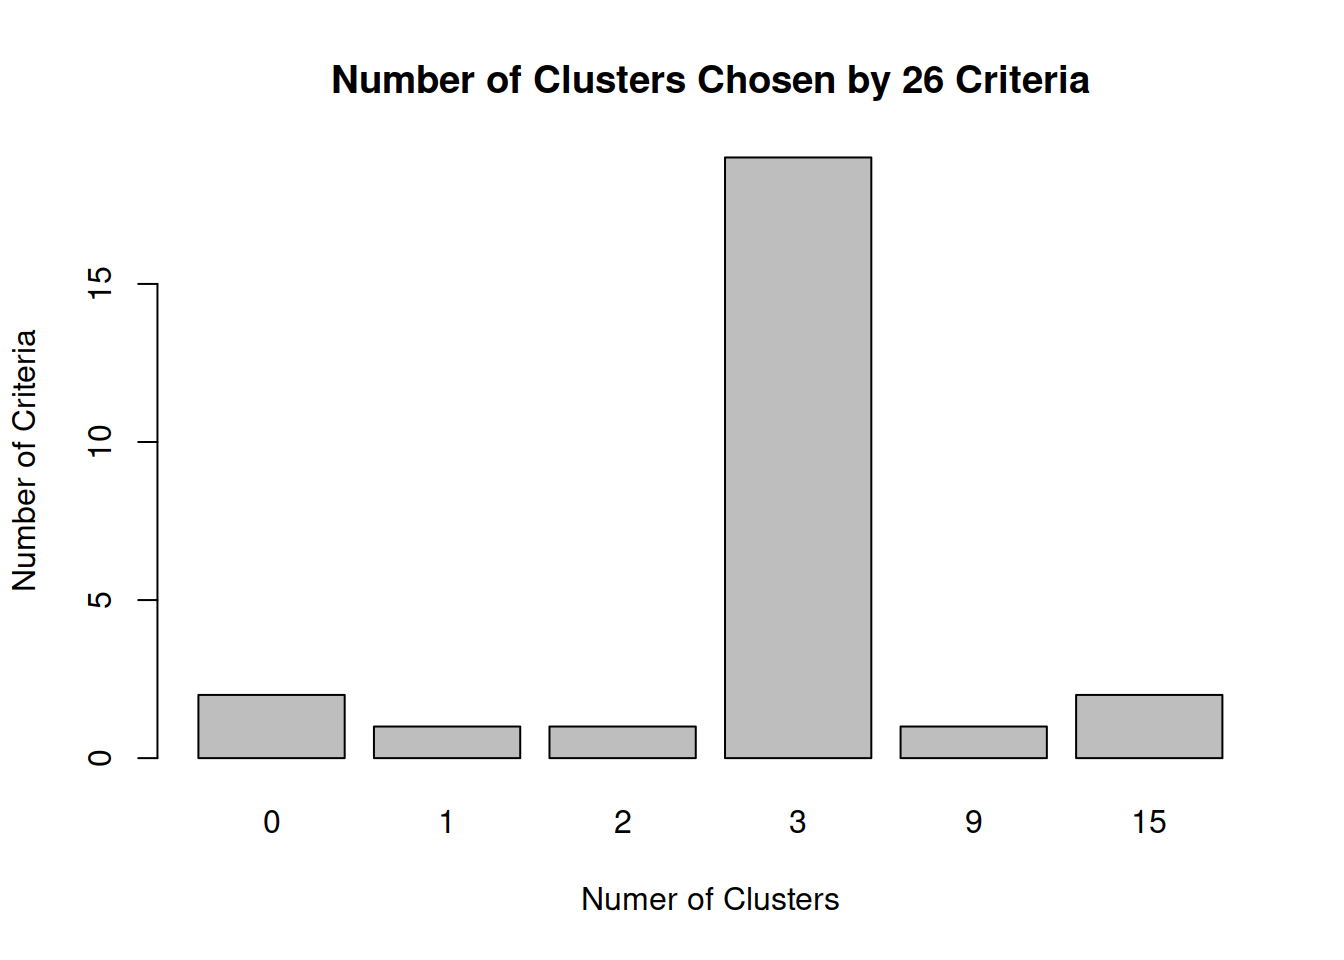 Number of Clusters Chosen by 26 Criteria
Number of Criteria
15
10
5
0
0 1 2 3 9 15
Numer of Clusters